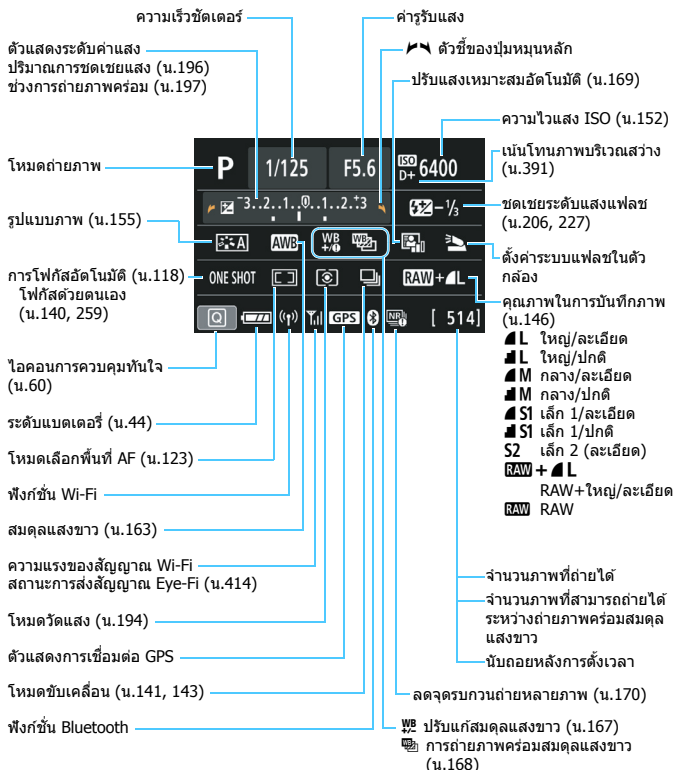 ความเร็วชัตเตอร์
ค่ารูรับแสง
ตัวแสดงระดับค่าแสง
ปริมาณการชดเชยแสง (น.196)
ช่วงการถ่ายภาพคร่อม (น.197)
ตัวชี้ของปุ่มหมุนหลัก
ปรับแสงเหมาะสมอัตโนมัติ (น.169)
ความไวแสง ISO (น.152)
โหมดถ่ายภาพ
เน้นโทนภาพบริเวณสว่าง
(น.391)
P 1/125 F5.6 ISO D+ 6400
-3..2..1..0..1..2..+3 -1/3
รูปแบบภาพ (น.155)
ชดเชยระดับแสงแฟลช
(น.206, 227)
A AWB WB +/- WB
ตั้งค่าระบบแฟลชในตัว
กล้อง
การโฟกัสอัตโนมัติ (น.118)
โฟกัสด้วยตนเอง
(น.140, 259)
ONE SHOT RAW+L
คุณภาพในการบันทึกภาพ
(น.146)
Q GPS NR [ 514]
L ใหญ่/ละเอียด
L ใหญ่/ปกติ
M กลาง/ละเอียด
M กลาง/ปกติ
S1 เล็ก 1/ละเอียด
S1 เล็ก 1/ปกติ
S2 เล็ก 2 (ละเอียด)
RAW+L
RAW+ใหญ่/ละเอียด
RAW RAW
ไอคอนการควบคุมทันใจ
(น.60)
ระดับแบตเตอรี่ (น.44)
โหมดเลือกพื้นที่ AF (น.123)
ฟังก์ชั่น Wi-Fi
สมดุลแสงขาว (น.163)
ความแรงของสัญญาณ Wi-Fi
สถานะการส่งสัญญาณ Eye-Fi (น.414)
โหมดวัดแสง (น.194)
ตัวแสดงการเชื่อมต่อ GPS
โหมดขับเคลื่อน (น.141, 143)
ฟังก์ชั่น Bluetooth
จำนวนภาพที่ถ่ายได้
จำนวนภาพที่สามารถถ่ายได้
ระหว่างถ่ายภาพคร่อมสมดุล
แสงขาว
นับถอยหลังการตั้งเวลา
ลดจุดรบกวนถ่ายหลายภาพ (น.170)
WB +/- ปรับแก้สมดุลแสงขาว (น.167)
WB การถ่ายภาพคร่อมสมดุลแสงขาว
(น.168)